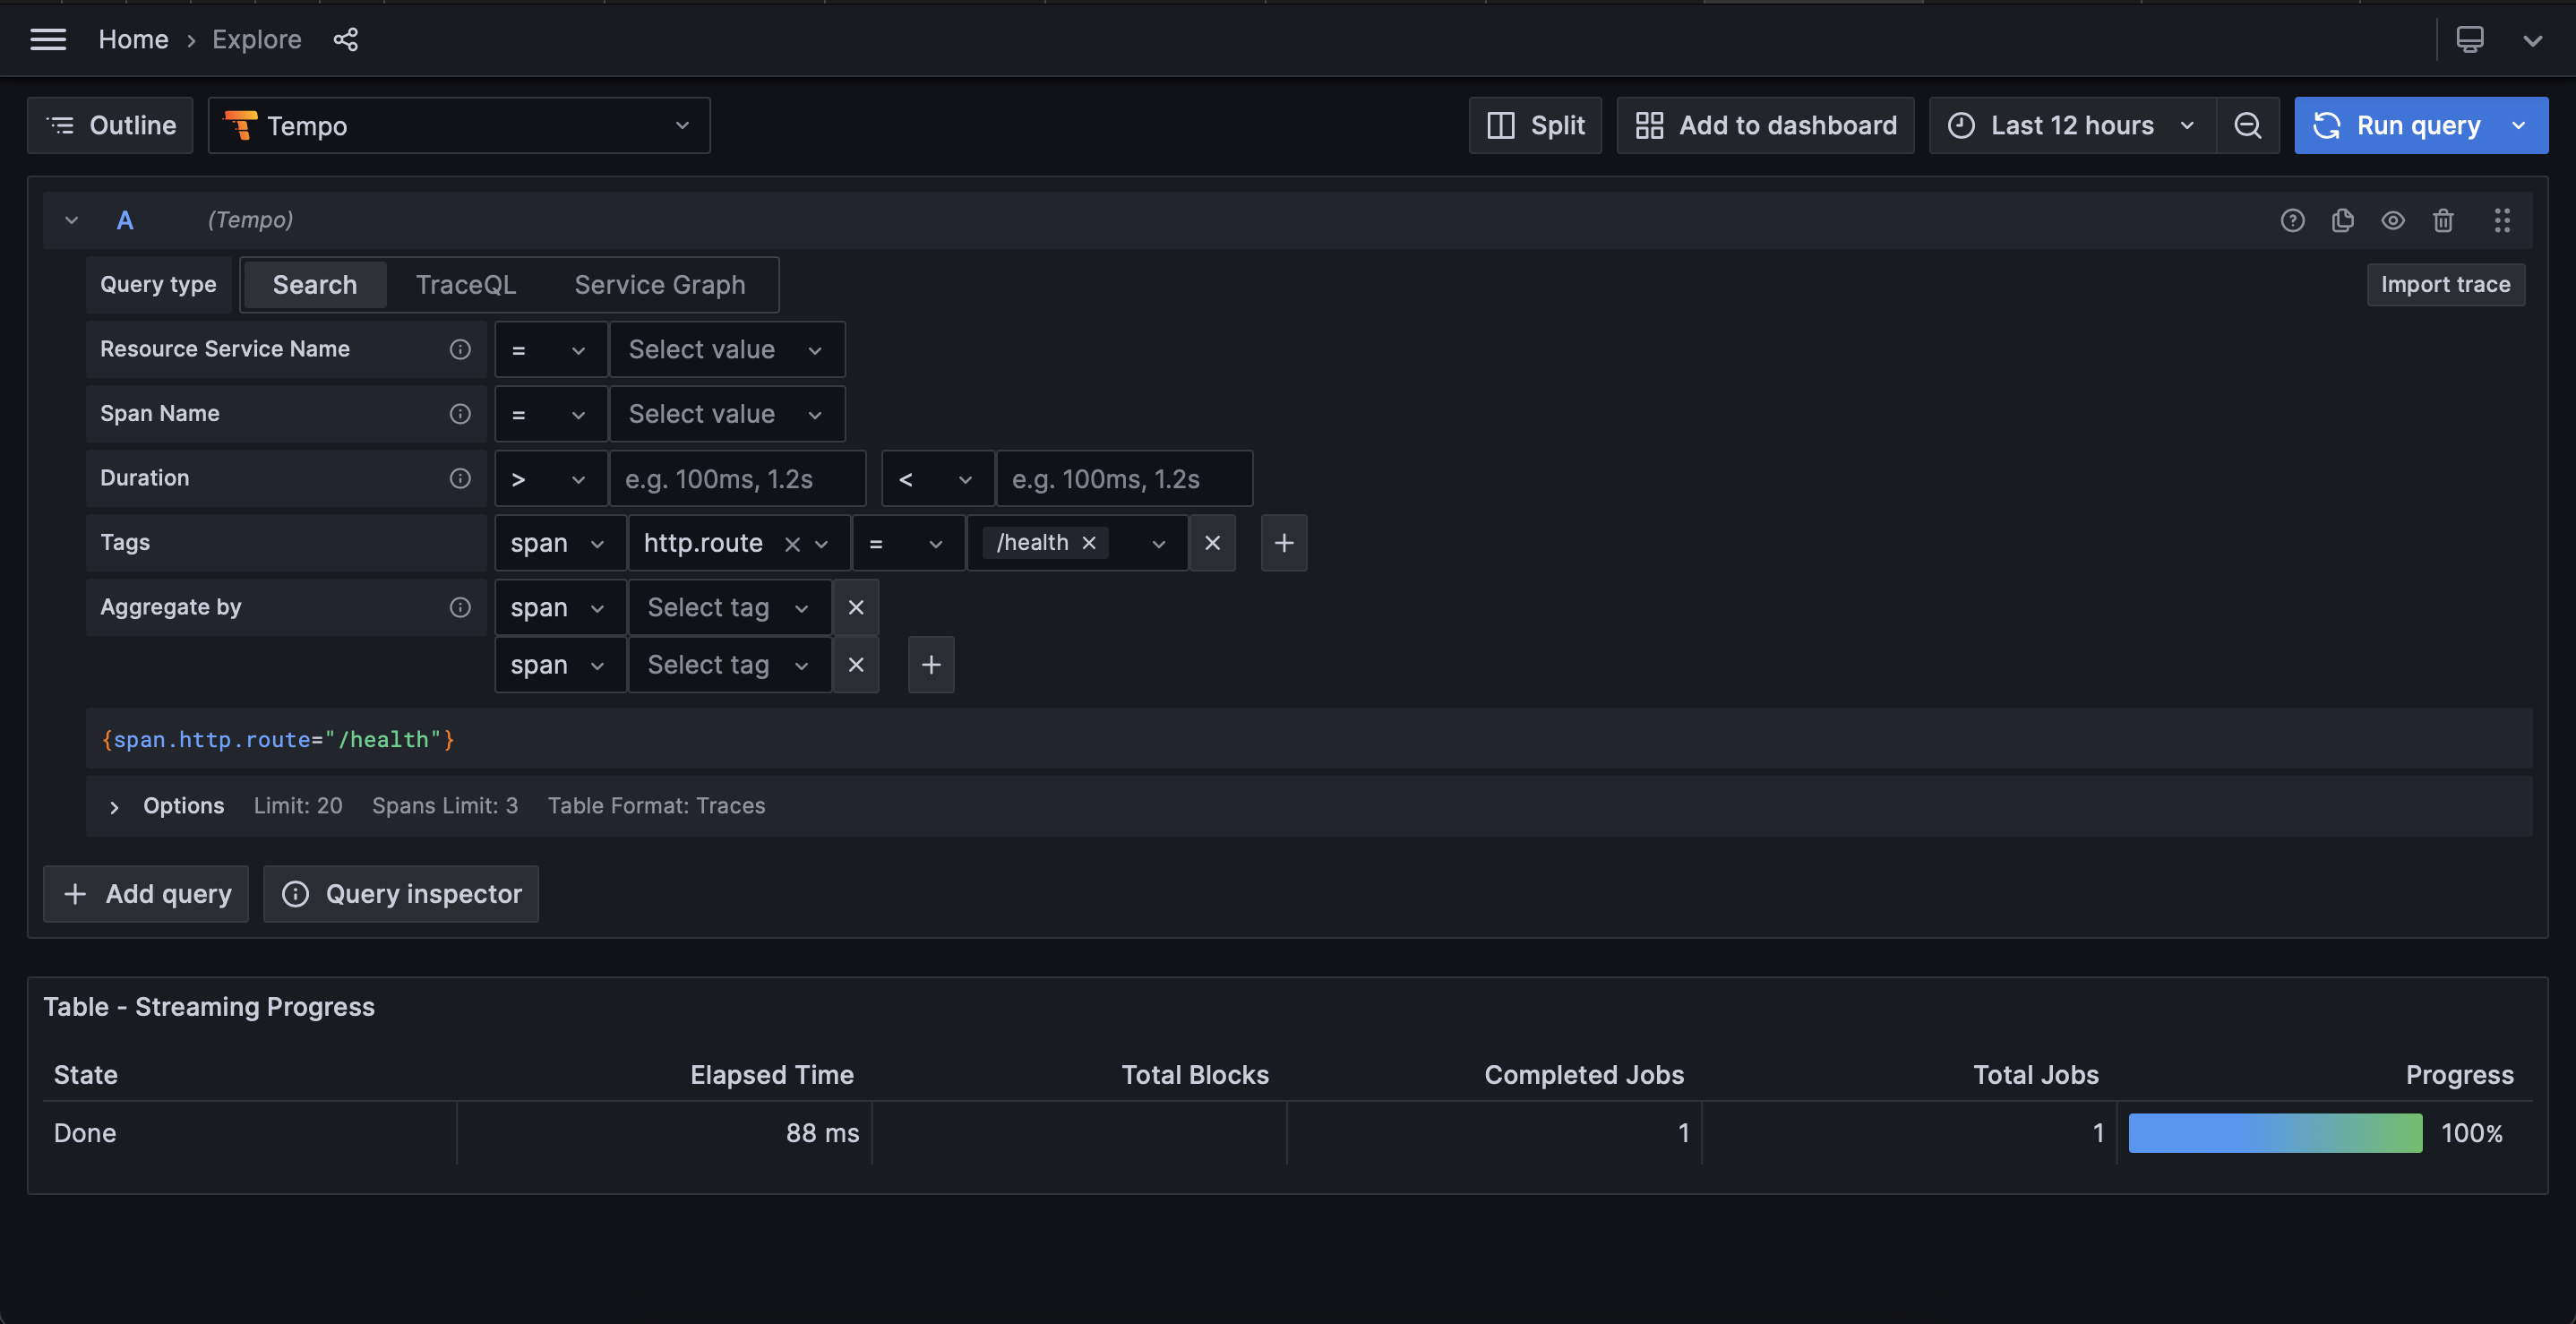 Home › Explore
Outline Tempo Split Add to dashboard Last 12 hours Run query
A (Tempo)
Query type Search TraceQL Service Graph Import trace
Resource Service Name = Select value
Span Name = Select value
Duration > e.g. 100ms, 1.2s < e.g. 100ms, 1.2s
Tags span http.route = /health
Aggregate by span Select tag
span Select tag
{span.http.route="/health"}
Options Limit: 20 Spans Limit: 3 Table Format: Traces
Add query Query inspector
Table - Streaming Progress
State Elapsed Time Total Blocks Completed Jobs Total Jobs Progress
Done 88 ms 1 1 100%